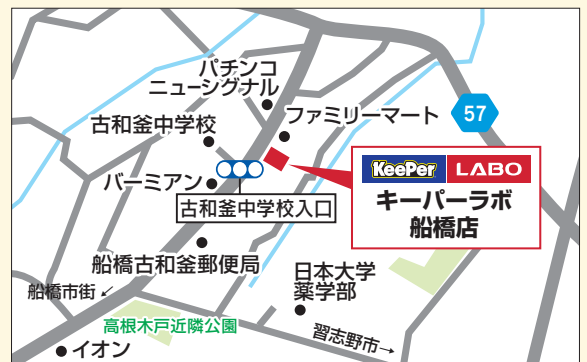 パチンコ
ニューシグナル
ファミリーマート
57
古和釜中学校
KeePer LABO
キーパーラボ
船橋店
バーミアン
古和釜中学校入口
船橋古和釜郵便局
日本大学
薬学部
船橋市街↙
高根木戸近隣公園
習志野市→
イオン